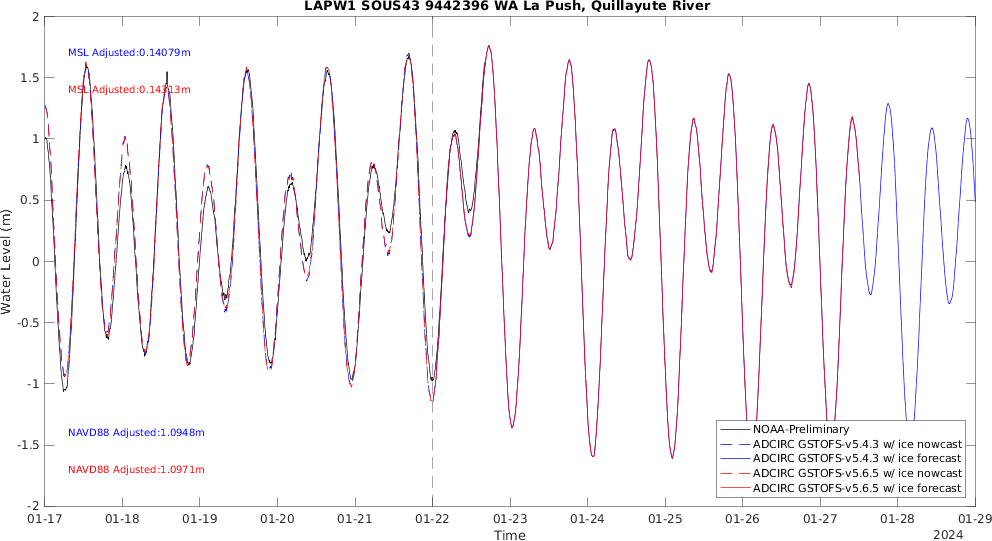 LAPW1 SOUS43 9442396 WA La Push, Quillayute River
MSL Adjusted:0.14079m
MSL Adjusted:0.14313m
NAVD88 Adjusted:1.0948m
NAVD88 Adjusted:1.0971m
Water Level (m)
2
1.5
1
0.5
0
-0.5
-1
-1.5
-2
NOAA-Preliminary
ADCIRC GSTOFS-v5.4.3 w/ ice nowcast
ADCIRC GSTOFS-v5.4.3 w/ ice forecast
ADCIRC GSTOFS-v5.6.5 w/ ice nowcast
ADCIRC GSTOFS-v5.6.5 w/ ice forecast
01-17 01-18 01-19 01-20 01-21 01-22 01-23 01-24 01-25 01-26 01-27 01-28 01-29
Time
2024